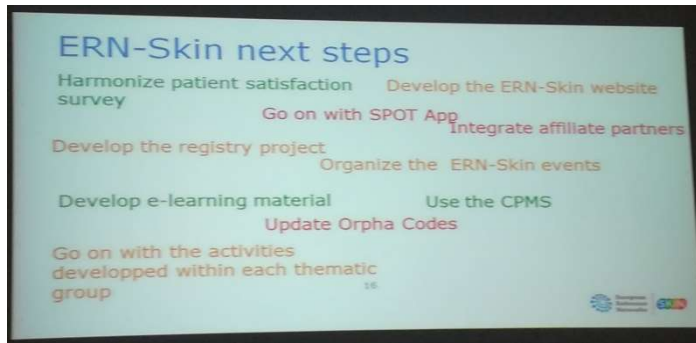 ERN-Skin next steps
Harmonize patient satisfaction
survey
Develop the ERN-Skin website
Go on with SPOT App
Integrate affiliate partners
Develop the registry project
Organize the ERN-Skin events
Develop e-learning material
Use the CPMS
Update Orpha Codes
Go on with the activities
developped within each thematic
group
16